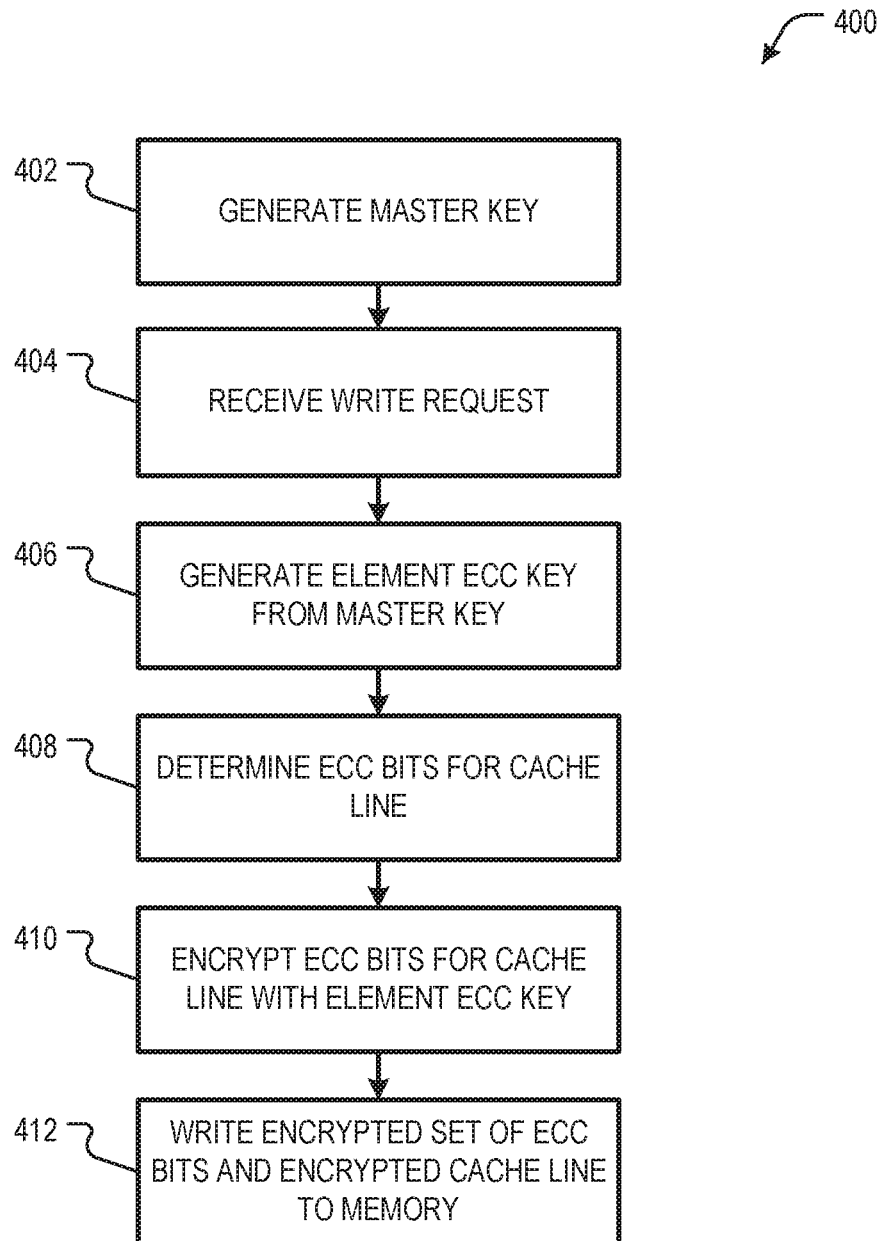 400
402
GENERATE MASTER KEY
404
RECEIVE WRITE REQUEST
406
GENERATE ELEMENT ECC KEY
FROM MASTER KEY
408
DETERMINE ECC BITS FOR CACHE
LINE
410
ENCRYPT ECC BITS FOR CACHE
LINE WITH ELEMENT ECC KEY
412
WRITE ENCRYPTED SET OF ECC
BITS AND ENCRYPTED CACHE LINE
TO MEMORY